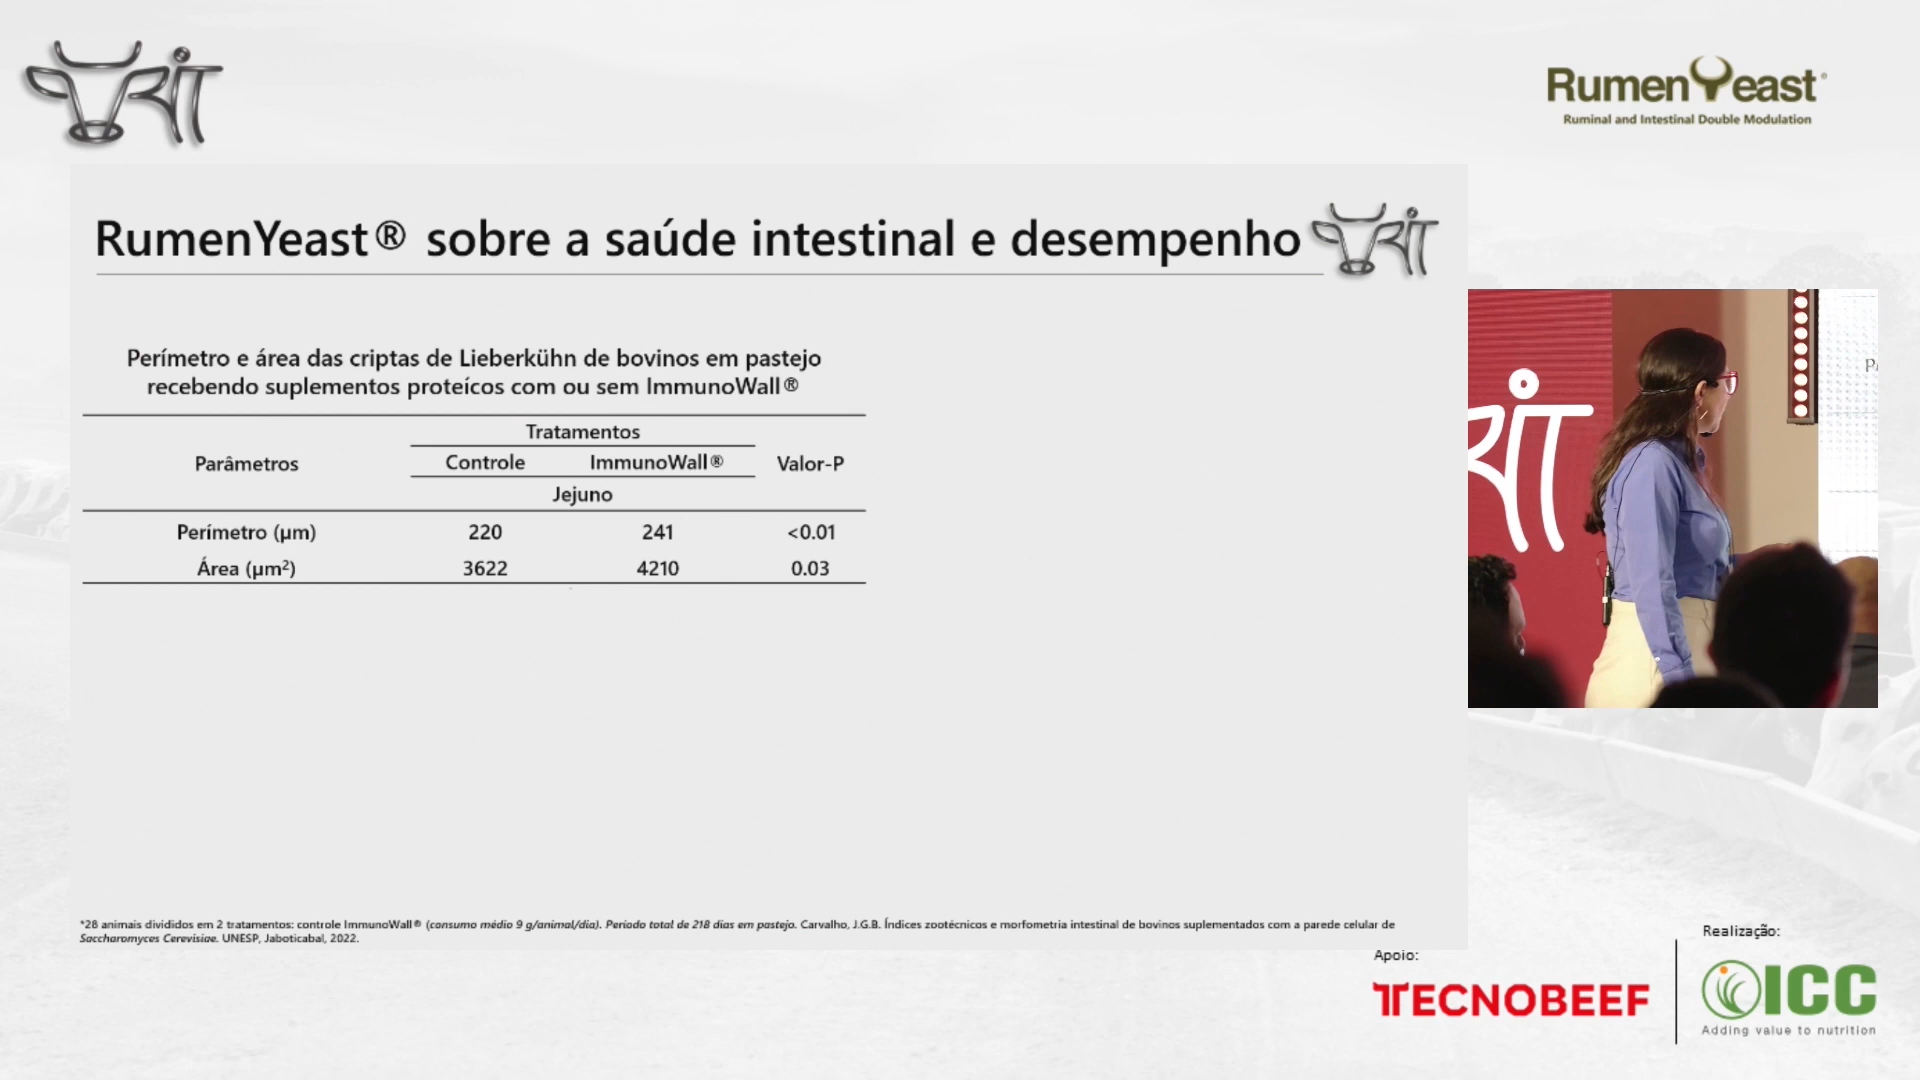 RumenYeast®
Ruminal and Intestinal Double Modulation
RumenYeast® sobre a saúde intestinal e desempenho
Perímetro e área das criptas de Lieberkühn de bovinos em pastejo
recebendo suplementos proteícos com ou sem ImmunoWall®
Tratamentos
Parâmetros Controle ImmunoWall® Valor-P
Jejuno
Perímetro (µm) 220 241 <0.01
Área (µm²) 3622 4210 0.03
*28 animais divididos em 2 tratamentos: controle ImmunoWall® (consumo médio 9 g/animal/dia). Período total de 218 dias em pastejo. Carvalho, J.G.B. Índices zootécnicos e morfometria intestinal de bovinos suplementados com a parede celular de
Saccharomyces Cerevisiae. UNESP, Jaboticabal, 2022.
Apoio:
TECNOBEEF
Realização:
ICC
Adding value to nutrition